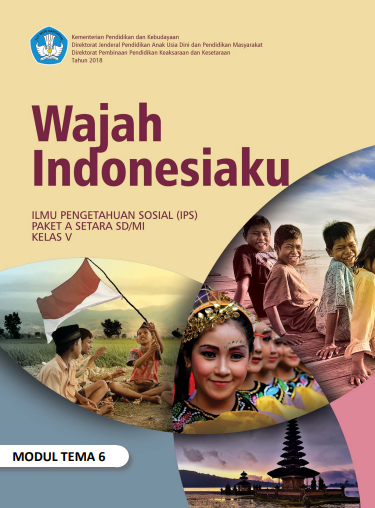 Kementerian Pendidikan dan Kebudayaan
Direktorat Jenderal Pendidikan Anak Usia Dini dan Pendidikan Masyarakat
Direktorat Pembinaan Pendidikan Keaksaraan dan Kesetaraan
Tahun 2018
Wajah
Indonesiaku
ILMU PENGETAHUAN SOSIAL (IPS)
PAKET A SETARA SD/MI
KELAS V
MODUL TEMA 6